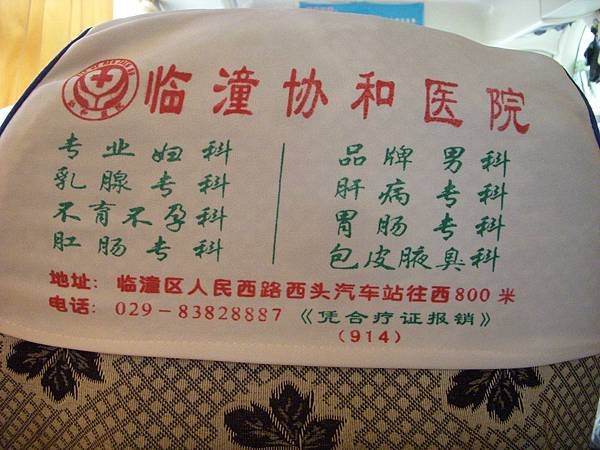 临潼协和医院
专业妇科
乳腺专科
不育不孕科
肛肠专科
品牌男科
肝病专科
胃肠专科
包皮腋臭科
地址：临潼区人民西路西头汽车站往西800米
电话：029－83828887《凭合疗证报销》
（914）